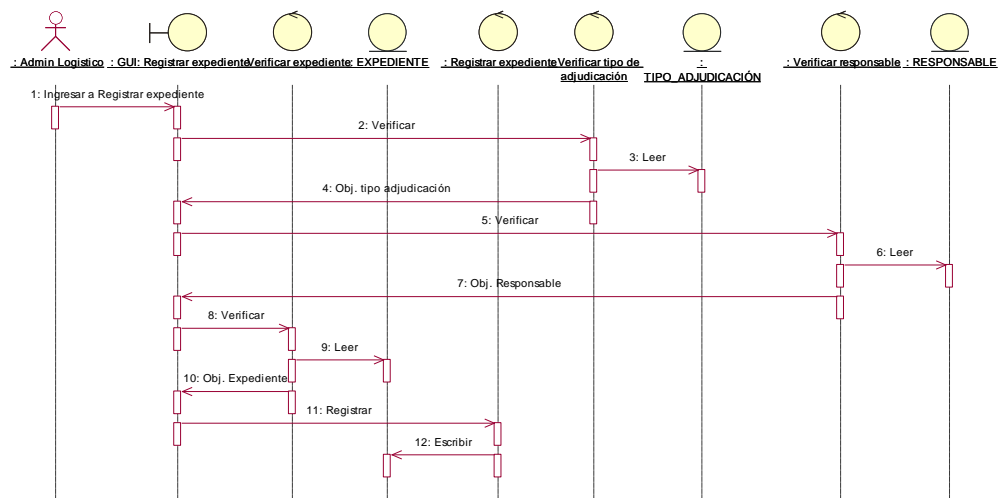 : Admin Logistico
: GUI: Registrar expediente
Verificar expediente
: EXPEDIENTE
: Registrar expediente
Verificar tipo de
adjudicación
:
TIPO_ADJUDICACIÓN
: Verificar responsable
: RESPONSABLE
1: Ingresar a Registrar expediente
2: Verificar
3: Leer
4: Obj. tipo adjudicación
5: Verificar
6: Leer
7: Obj. Responsable
8: Verificar
9: Leer
10: Obj. Expediente
11: Registrar
12: Escribir